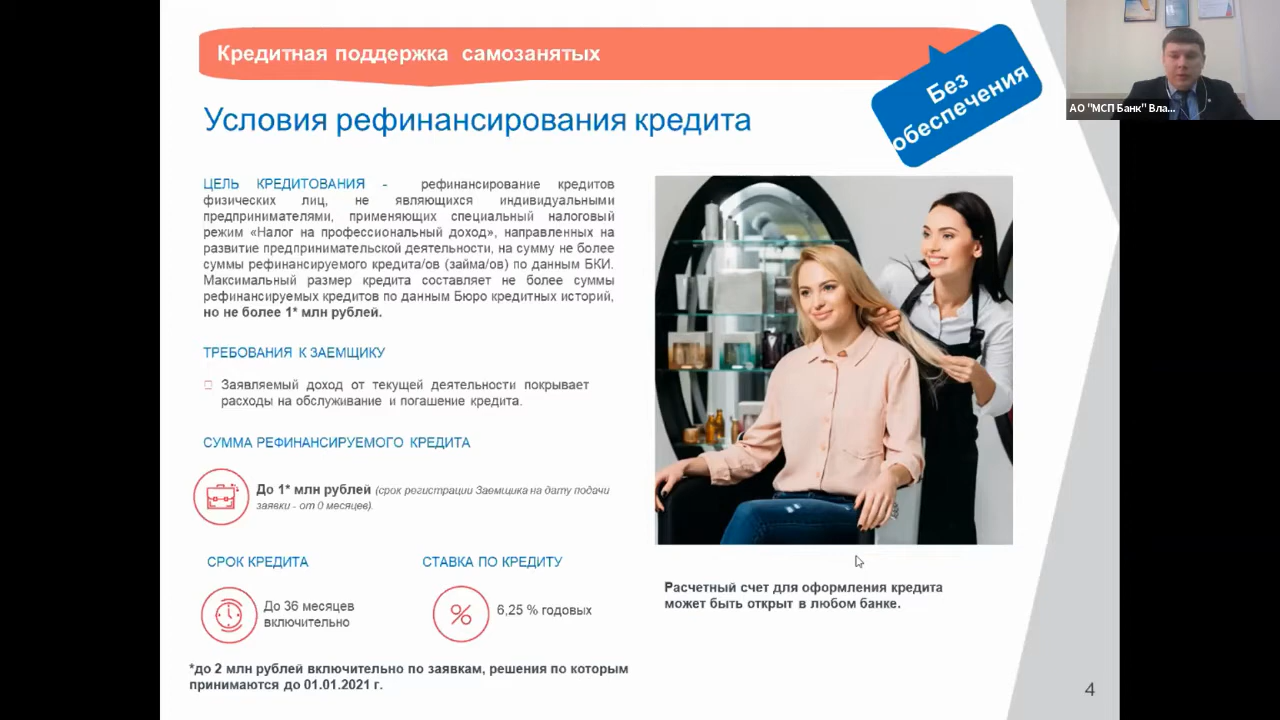 Кредитная поддержка самозанятых
Без
обеспечения
АО "МСП Банк" Вла...
Условия рефинансирования кредита
ЦЕЛЬ КРЕДИТОВАНИЯ - рефинансирование кредитов
физических лиц, не являющихся индивидуальными
предпринимателями, применяющих специальный налоговый
режим «Налог на профессиональный доход», направленных на
развитие предпринимательской деятельности, на сумму не более
суммы рефинансируемого кредита/ов (займа/ов) по данным БКИ.
Максимальный размер кредита составляет не более суммы
рефинансируемых кредитов по данным Бюро кредитных историй,
но не более 1* млн рублей.
ТРЕБОВАНИЯ К ЗАЕМЩИКУ
Заявляемый доход от текущей деятельности покрывает
расходы на обслуживание и погашение кредита.
СУММА РЕФИНАНСИРУЕМОГО КРЕДИТА
До 1* млн рублей (срок регистрации Заемщика на дату подачи
заявки - от 0 месяцев)
СРОК КРЕДИТА
До 36 месяцев
включительно
СТАВКА ПО КРЕДИТУ
6,25 % годовых
Расчетный счет для оформления кредита
может быть открыт в любом банке.
*до 2 млн рублей включительно по заявкам, решения по которым
принимаются до 01.01.2021 г.
4